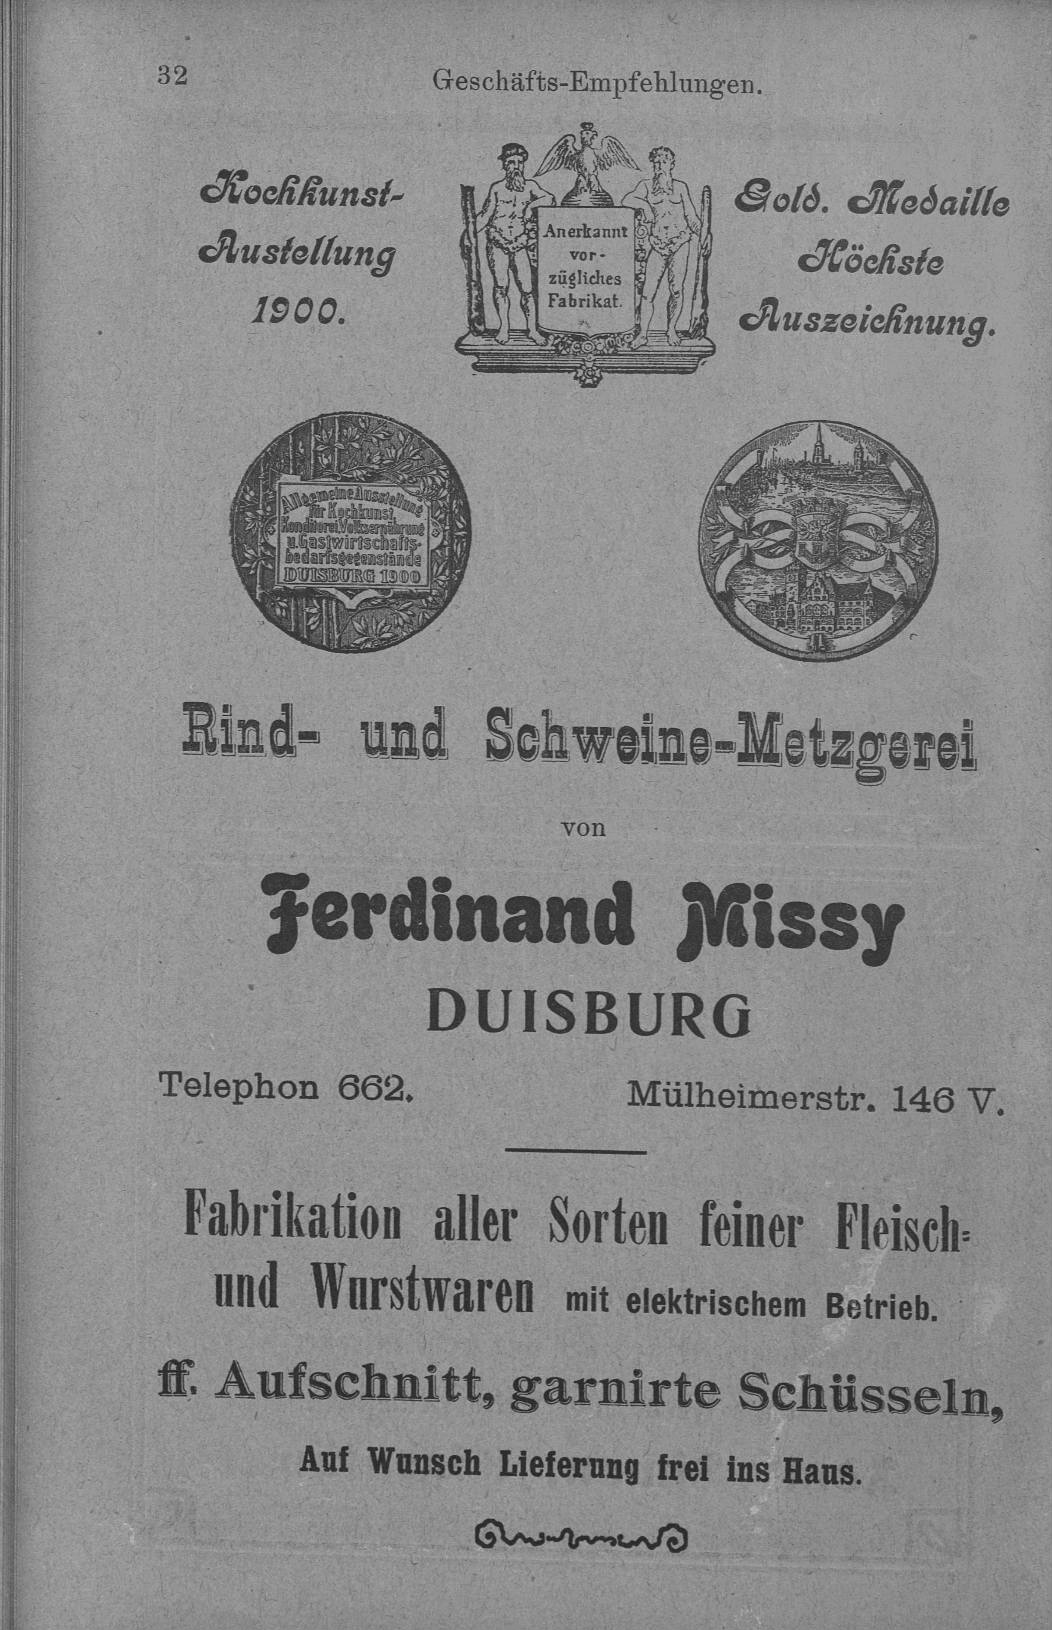 32
Geschäfts-Empfehlungen.
Kochkunst-
Austellung
1900.
Anerkannt
vor-
zügliches
Fabrikat.
Gold. Medaille
Höchste
Auszeichnung.
Allgemeine Ausstellung
für Kochkunst,
Konditorei, Volksernährung
u. Gastwirtschafts-
bedarfsgegenstände
DUISBURG 1900
Rind- und Schweine-Metzgerei
von
Ferdinand Missy
DUISBURG
Telephon 662.
Mülheimerstr. 146 V.
Fabrikation aller Sorten feiner Fleisch-
und Wurstwaren mit elektrischem Betrieb.
ff. Aufschnitt, garnirte Schüsseln,
Auf Wunsch Lieferung frei ins Haus.